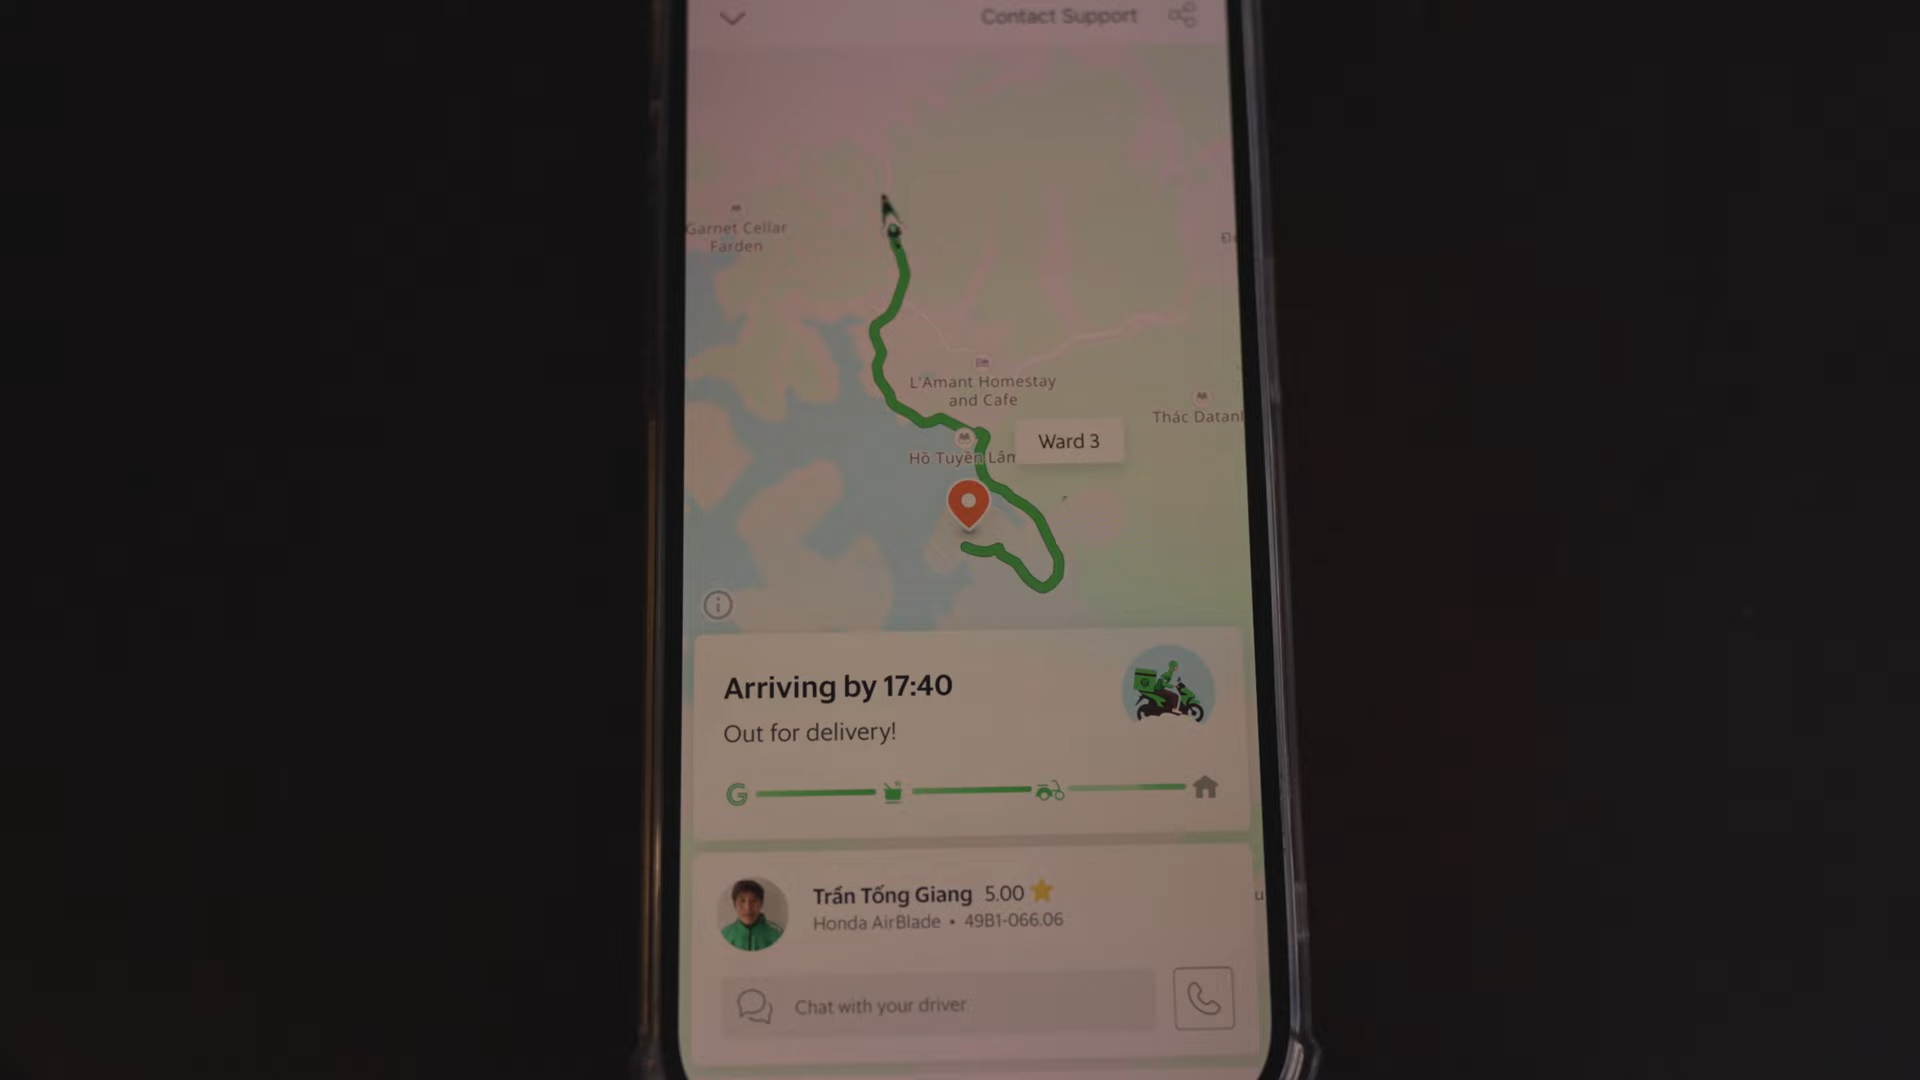 Contact Support
Garnet Cellar
Farden
L'Amant Homestay
and Cafe
Thác Datanl
Ward 3
Hồ Tuyền Lâm
Arriving by 17:40
Out for delivery!
G
Trần Tống Giang 5.00
Honda AirBlade • 49B1-066.06
Chat with your driver